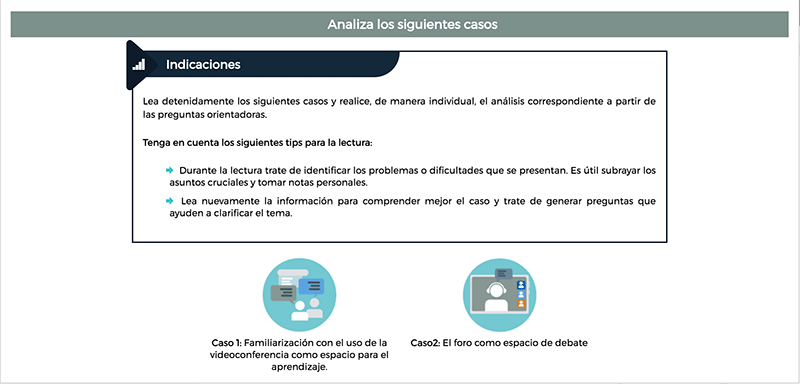 Analiza los siguientes casos
Indicaciones
Lea detenidamente los siguientes casos y realice, de manera individual, el análisis correspondiente a partir de
las preguntas orientadoras.
Tenga en cuenta los siguientes tips para la lectura:
Durante la lectura trate de identificar los problemas o dificultades que se presentan. Es útil subrayar los
asuntos cruciales y tomar notas personales.
Lea nuevamente la información para comprender mejor el caso y trate de generar preguntas que
ayuden a clarificar el tema.
Caso 1: Familiarización con el uso de la
videoconferencia como espacio para el
aprendizaje.
Caso2: El foro como espacio de debate